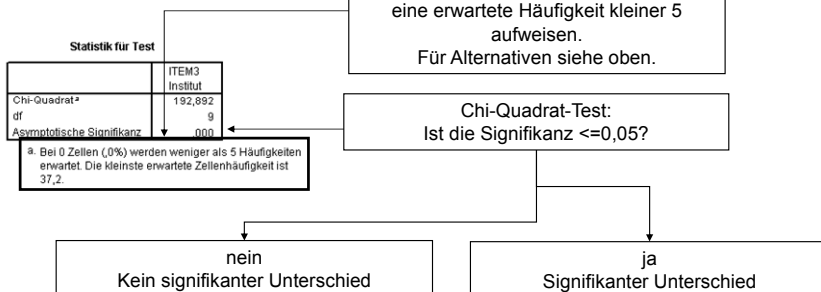 eine erwartete Häufigkeit kleiner 5
aufweisen.
Für Alternativen siehe oben.
Statistik für Test
ITEM3
Institut
Chi-Quadrat a 192,892
df 9
Asymptotische Signifikanz ,000
a. Bei 0 Zellen (,0%) werden weniger als 5 Häufigkeiten
erwartet. Die kleinste erwartete Zellenhäufigkeit ist
37,2.
Chi-Quadrat-Test:
Ist die Signifikanz <=0,05?
nein
Kein signifikanter Unterschied
ja
Signifikanter Unterschied